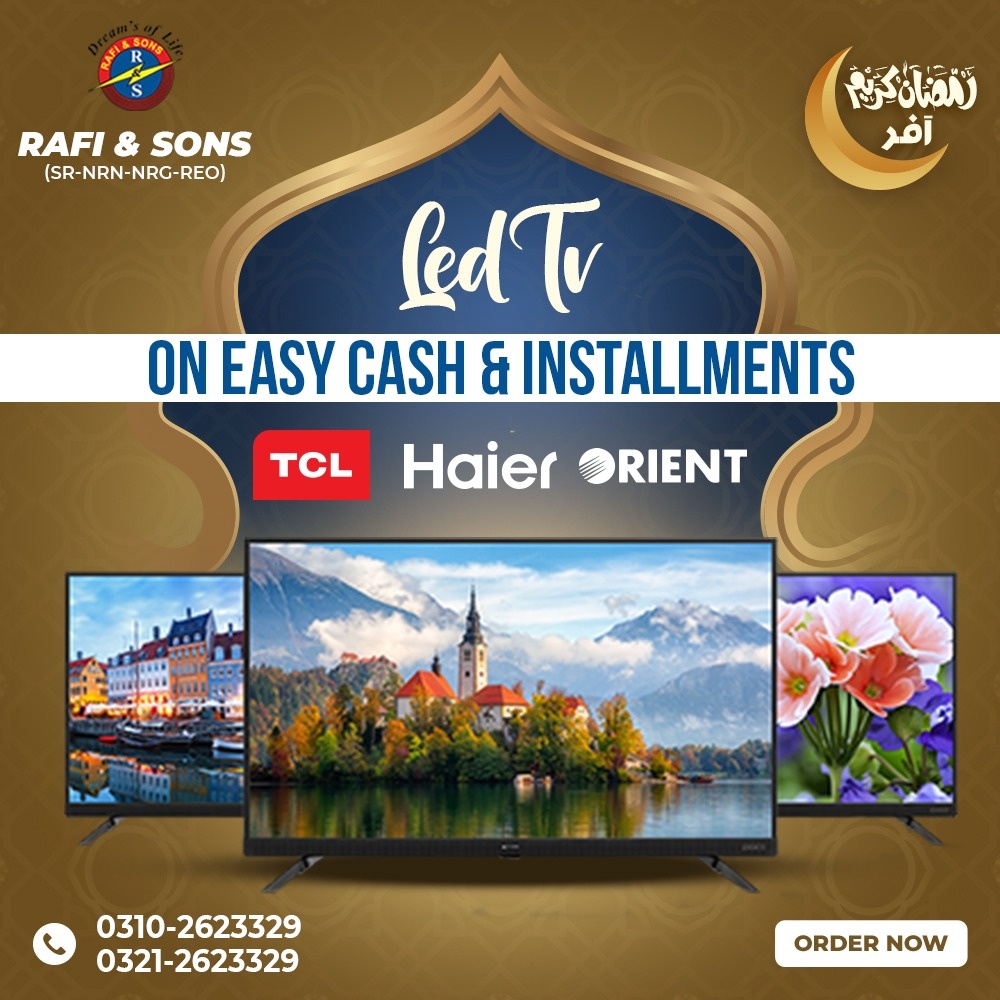 Dream's of Life
RAFI & SONS
R
&
S
RAFI & SONS
(SR-NRN-NRG-REO)
رمضان كريم
آفر
Led Tv
ON EASY CASH & INSTALLMENTS
TCL Haier ORIENT
0310-2623329
0321-2623329
ORDER NOW